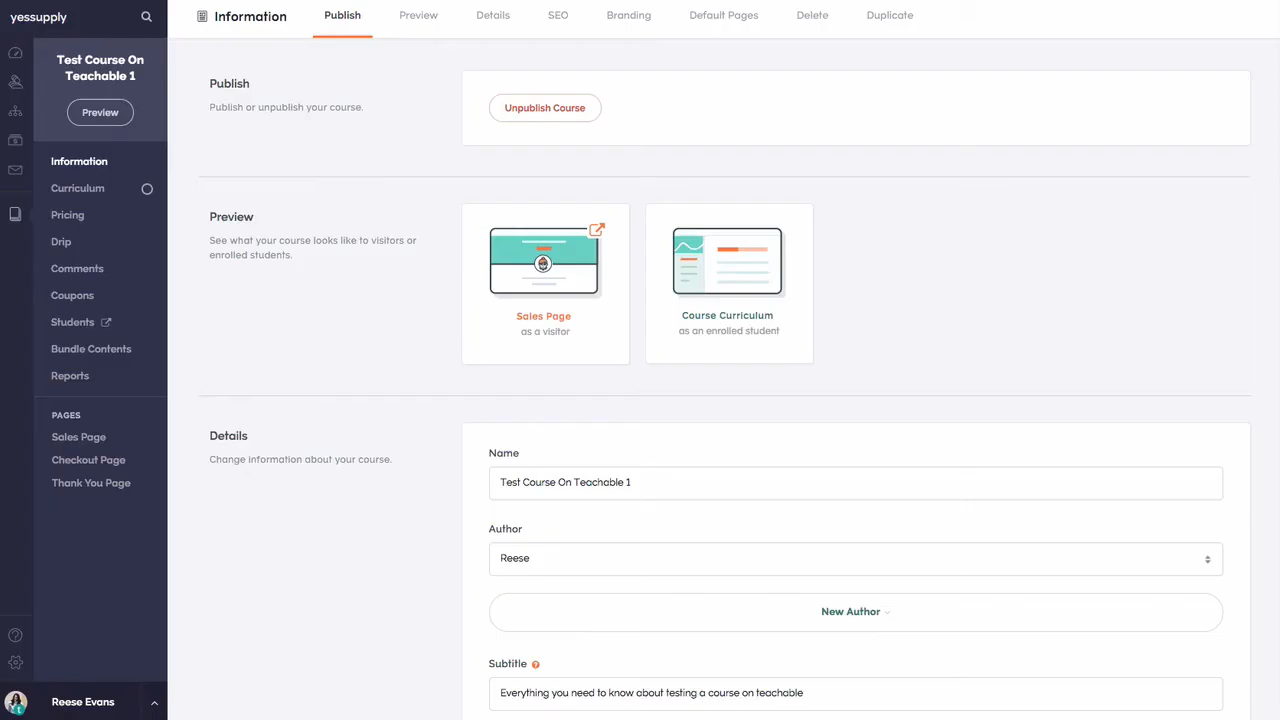 yessupply
Test Course On
Teachable 1
Preview
Information
Curriculum
Pricing
Drip
Comments
Coupons
Students
Bundle Contents
Reports
PAGES
Sales Page
Checkout Page
Thank You Page
Reese Evans
Information
Publish
Preview
Details
SEO
Branding
Default Pages
Delete
Duplicate
Publish
Publish or unpublish your course.
Unpublish Course
Preview
See what your course looks like to visitors or
enrolled students.
Sales Page
as a visitor
Course Curriculum
as an enrolled student
Details
Change information about your course.
Name
Test Course On Teachable 1
Author
Reese
New Author
Subtitle
Everything you need to know about testing a course on teachable